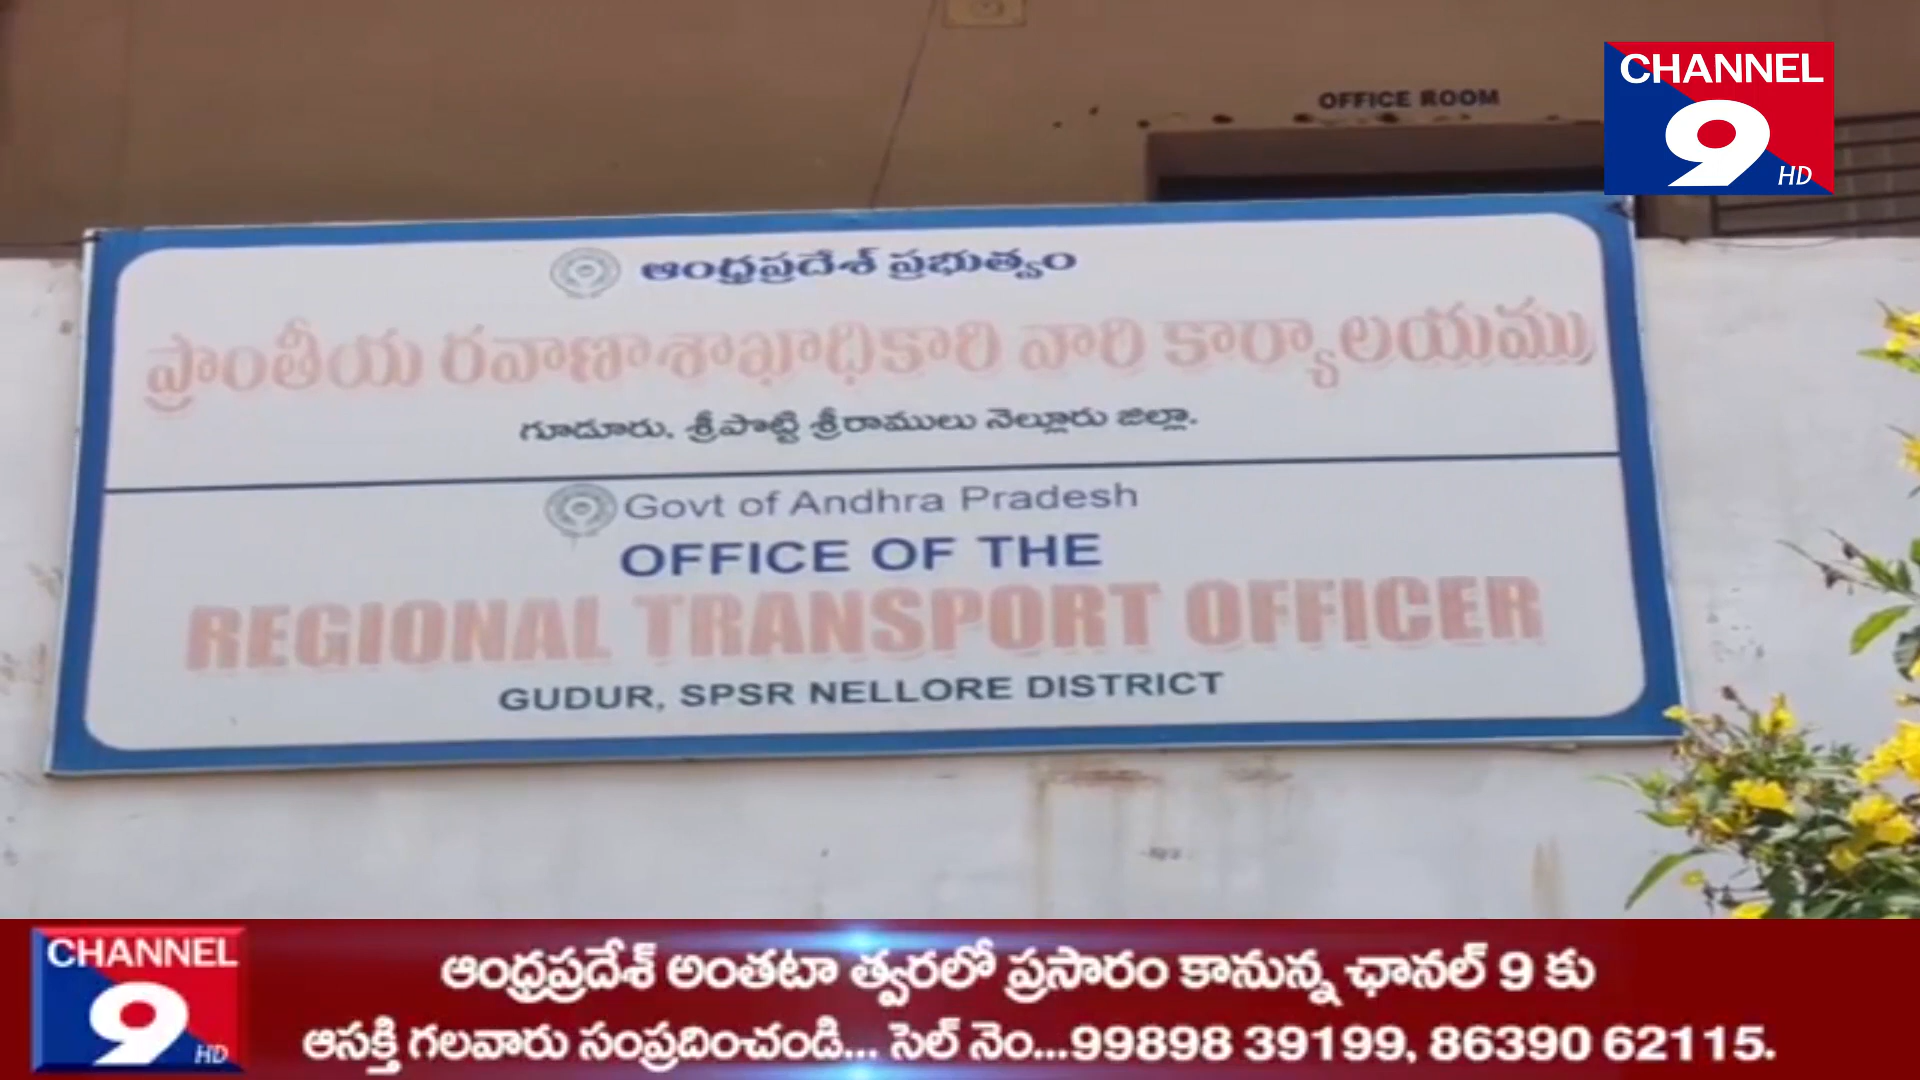 CHANNEL
9
HD
OFFICE ROOM
ఆంధ్రప్రదేశ్ ప్రభుత్వం
ప్రాంతీయ రవాణాశాఖాధికారి వారి కార్యాలయము
గూడూరు. శ్రీపొట్టి శ్రీరాములు నెల్లూరు జిల్లా.
Govt of Andhra Pradesh
OFFICE OF THE
REGIONAL TRANSPORT OFFICER
GUDUR, SPSR NELLORE DISTRICT
CHANNEL
9
HD
ఆంధ్రప్రదేశ్ అంతటా త్వరలో ప్రసారం కానున్న ఛానల్ 9 కు
ఆసక్తి గలవారు సంప్రదించండి... సెల్ నెం...99898 39199, 86390 62115.